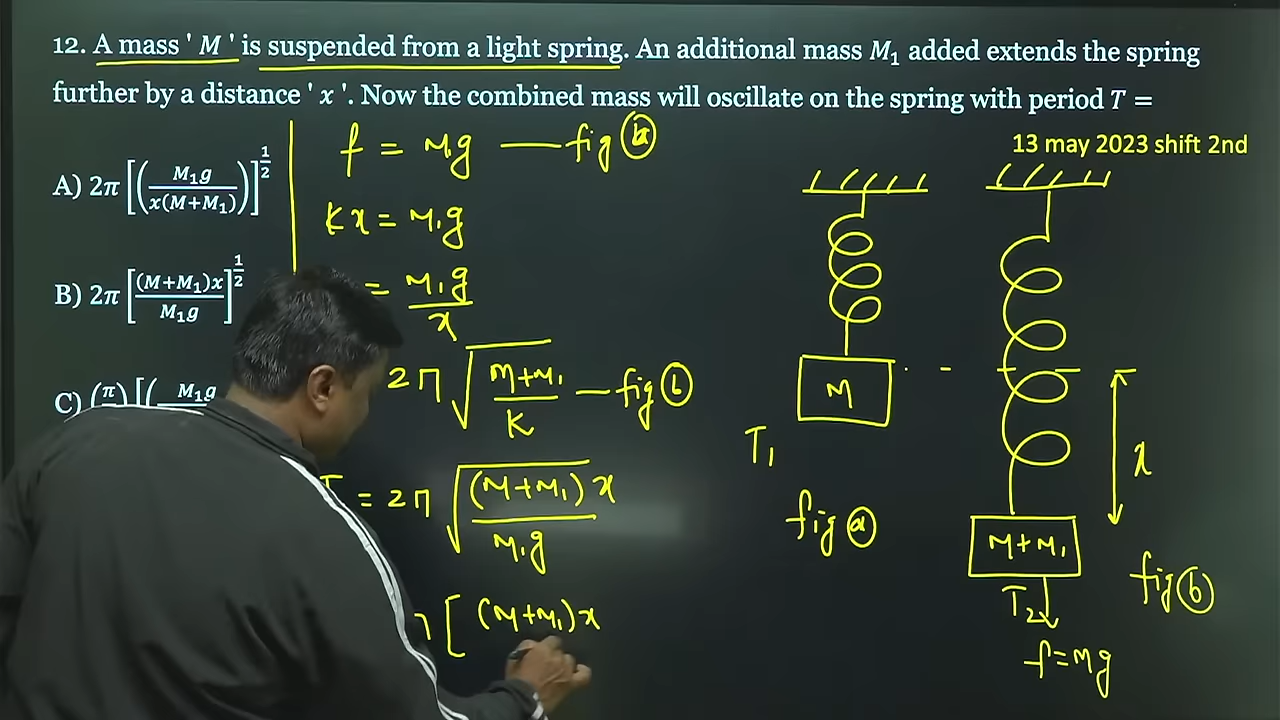 12. A mass ' M ' is suspended from a light spring. An additional mass M₁ added extends the spring
further by a distance ' x '. Now the combined mass will oscillate on the spring with period T =
13 may 2023 shift 2nd
A) 2π [(M₁g / x(M+M₁))]^(1/2)
B) 2π [(M+M₁)x / M₁g]^(1/2)
C) (π
M₁g
f = M₁g — fig (b)
Kx = M₁g
= M₁g / x
2π √((M+M₁) / K) — fig (b)
T = 2π √((M+M₁)x / M₁g)
[ (M+M₁)x
M
T₁
fig (a)
x
M+M₁
T₂
f=Mg
fig (b)